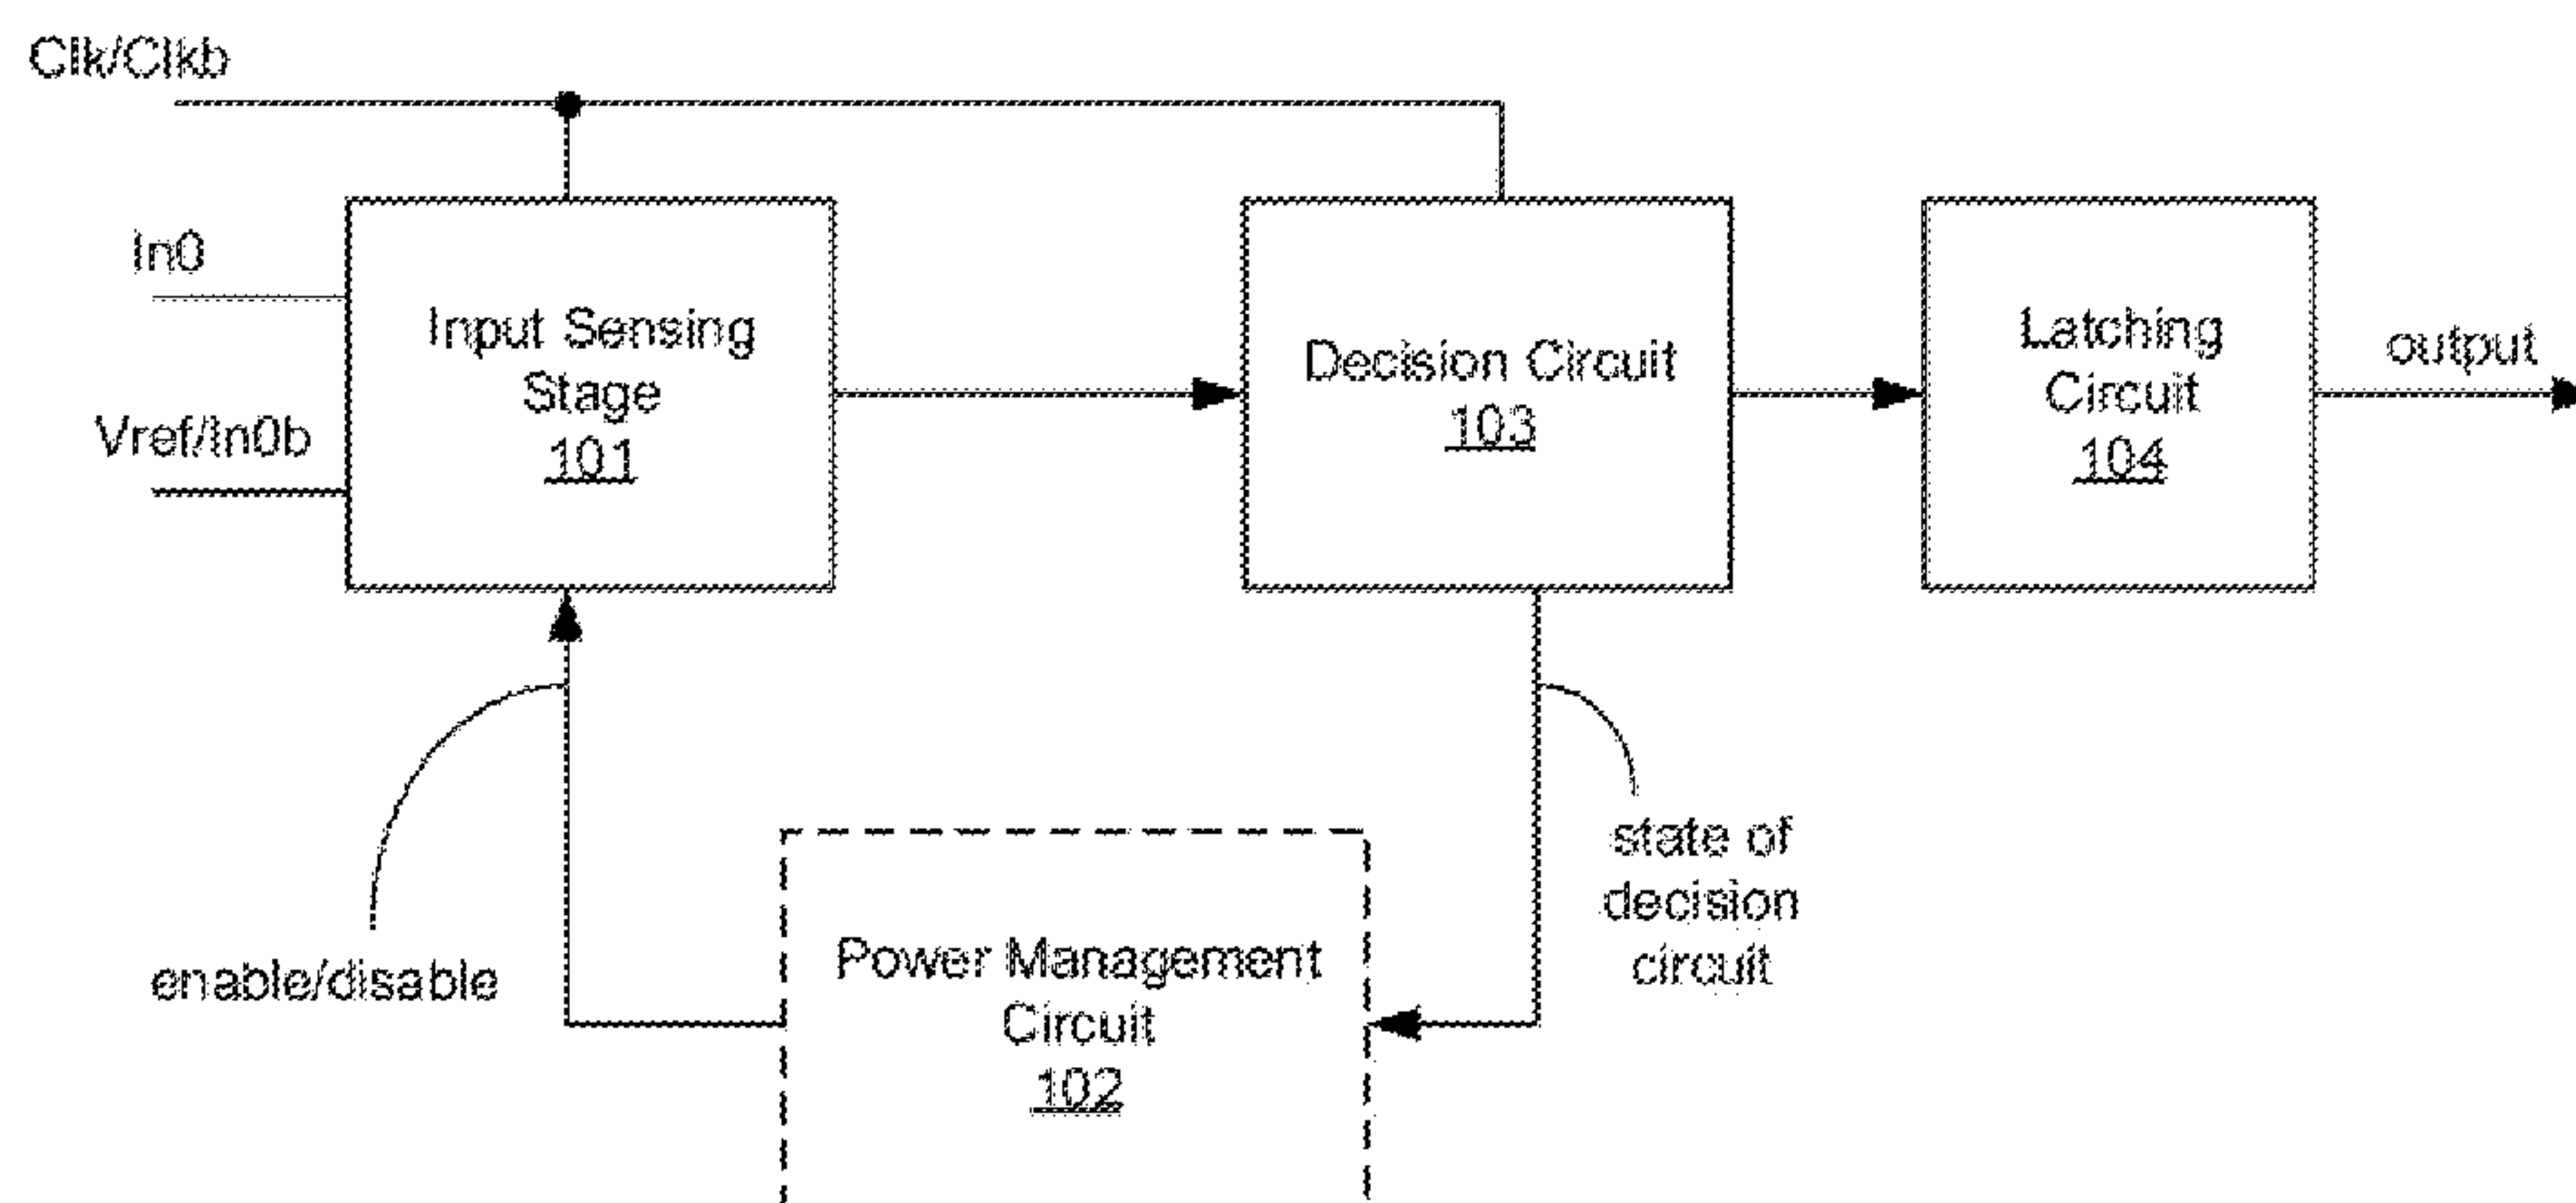 Clk/Clkb
In0
Vref/In0b
Input Sensing
Stage
101
Decision Circuit
103
Latching
Circuit
104
output
enable/disable
Power Management
Circuit
102
state of
decision
circuit